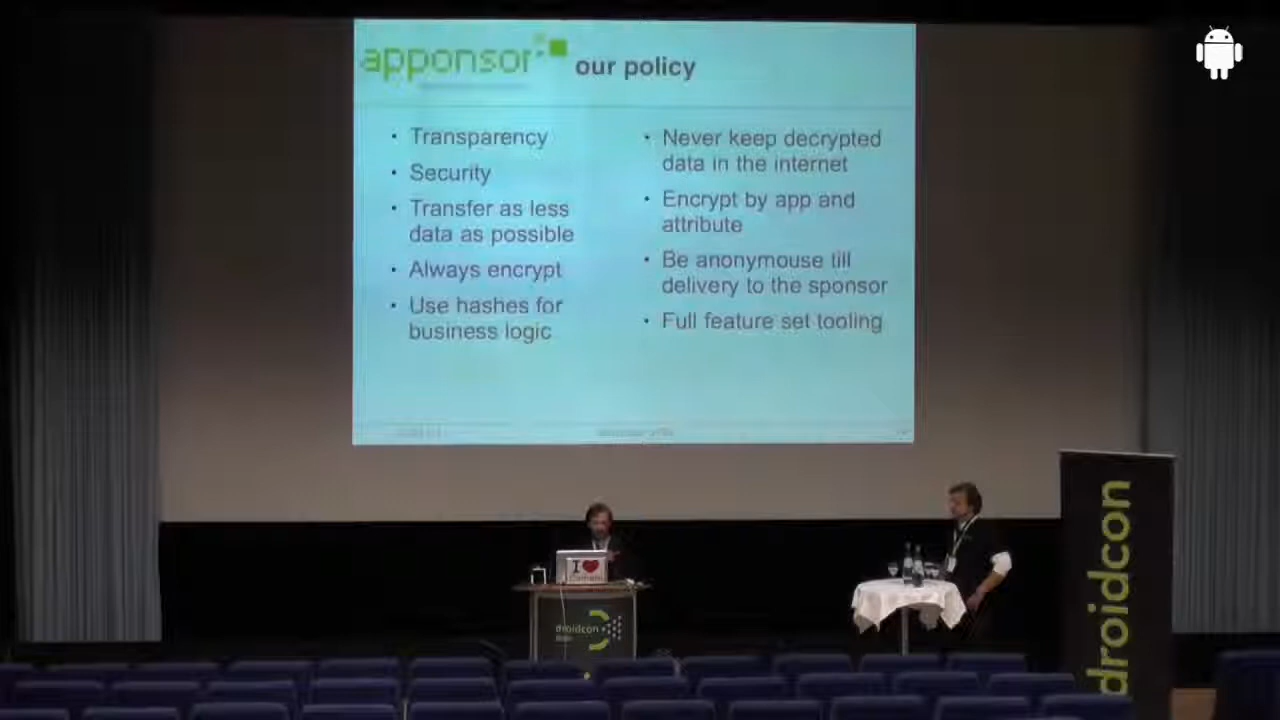 apponsor our policy
• Transparency
• Security
• Transfer as less
data as possible
• Always encrypt
• Use hashes for
business logic
• Never keep decrypted
data in the internet
• Encrypt by app and
attribute
• Be anonymouse till
delivery to the sponsor
• Full feature set tooling
I
droidcon
droidcon